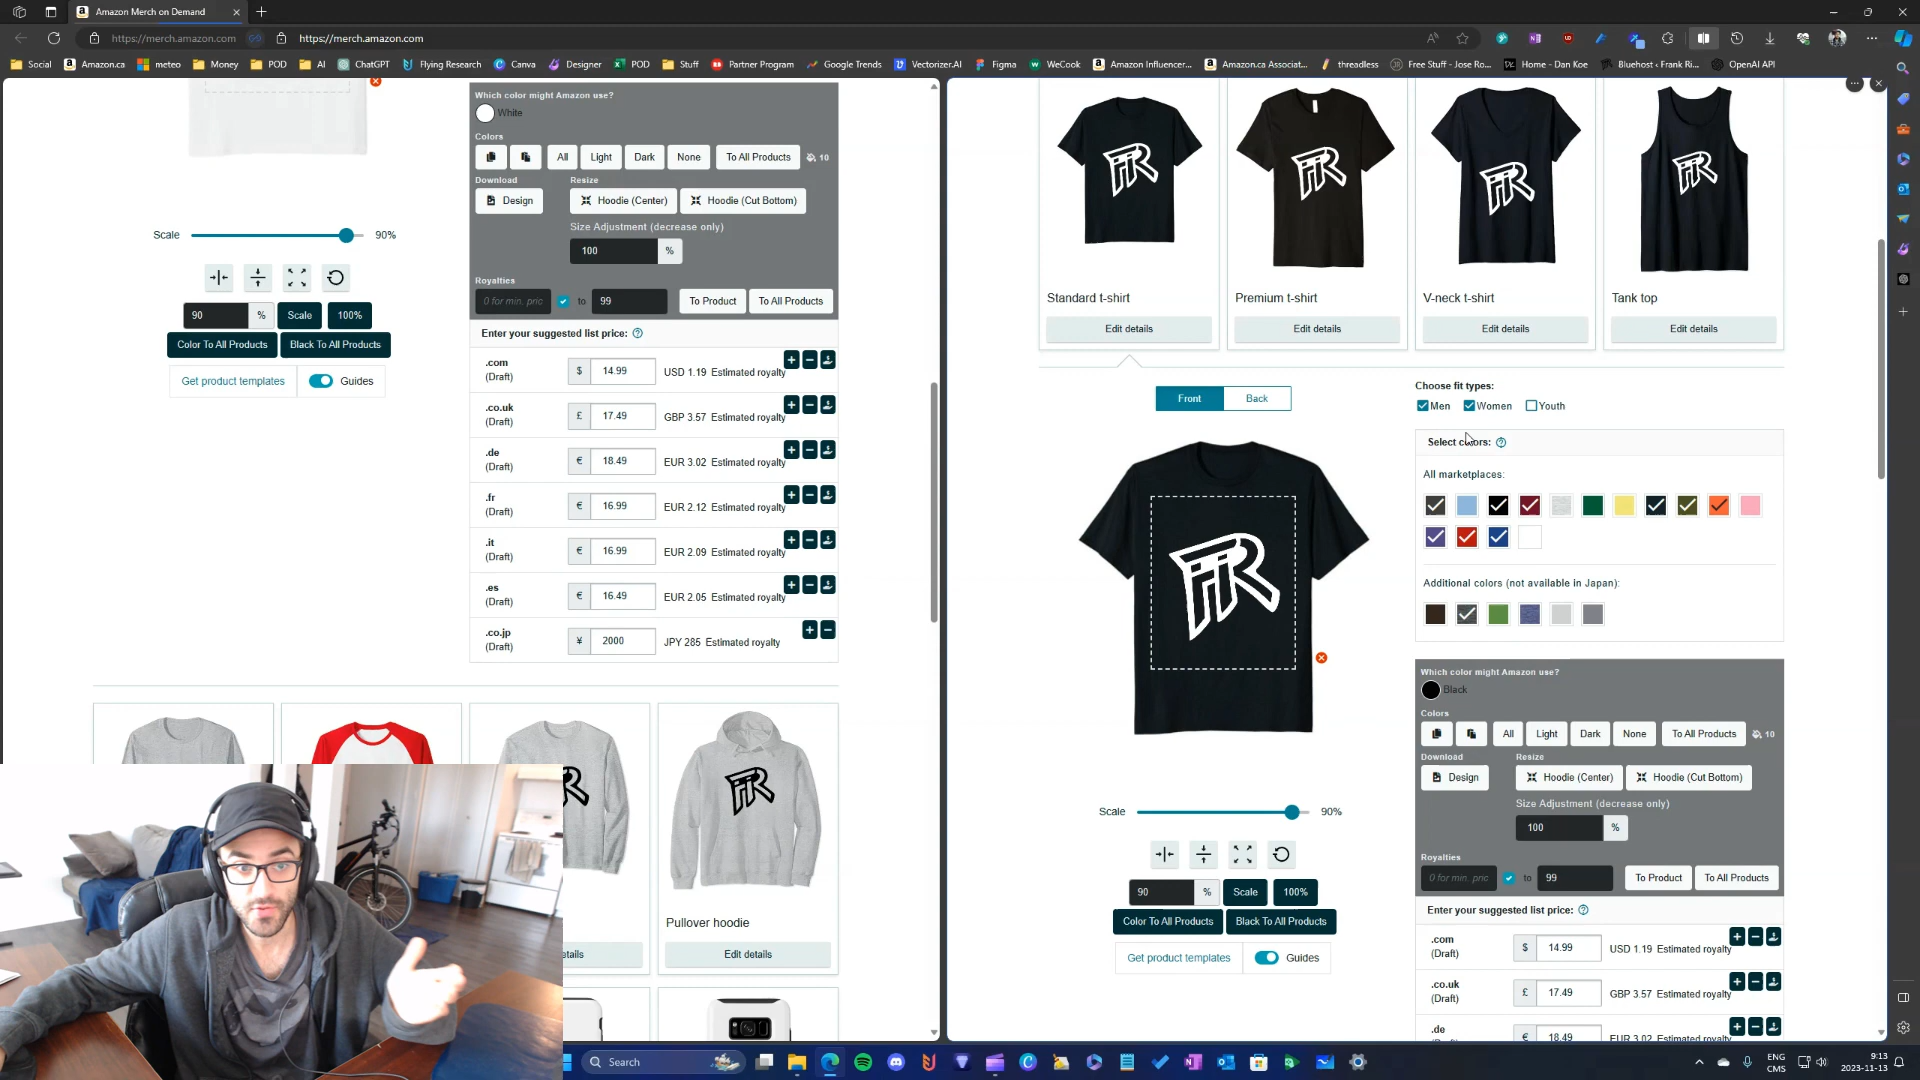 Amazon Merch on Demand
https://merch.amazon.com
https://merch.amazon.com
Social
Amazon.ca
meteo
Money
POD
AI
ChatGPT
Flying Research
Canva
Designer
POD
Stuff
Partner Program
Google Trends
Vectorizer.AI
Figma
WeCook
Amazon Influencer...
Amazon.ca Associat...
threadless
Free Stuff - Jose Ro...
Home - Dan Koe
Bluehost ‹ Frank Ri...
OpenAI API
Which color might Amazon use?
White
Colors
All
Light
Dark
None
To All Products
10
Download
Resize
Design
Hoodie (Center)
Hoodie (Cut Bottom)
Size Adjustment (decrease only)
100
%
Royalties
0 for min. pric
to
99
To Product
To All Products
Scale
90%
90
%
Scale
100%
Color To All Products
Black To All Products
Get product templates
Guides
Enter your suggested list price:
.com
(Draft)
$
14.99
USD 1.19 Estimated royalty
.co.uk
(Draft)
£
17.49
GBP 3.57 Estimated royalty
.de
(Draft)
€
18.49
EUR 3.02 Estimated royalty
.fr
(Draft)
€
16.99
EUR 2.12 Estimated royalty
.it
(Draft)
€
16.99
EUR 2.09 Estimated royalty
.es
(Draft)
€
16.49
EUR 2.05 Estimated royalty
.co.jp
(Draft)
¥
2000
JPY 285 Estimated royalty
Pullover hoodie
etails
Edit details
Standard t-shirt
Premium t-shirt
V-neck t-shirt
Tank top
Edit details
Edit details
Edit details
Edit details
Front
Back
Choose fit types:
Men
Women
Youth
Select colors:
All marketplaces:
Additional colors (not available in Japan):
Which color might Amazon use?
Black
Colors
All
Light
Dark
None
To All Products
10
Download
Resize
Design
Hoodie (Center)
Hoodie (Cut Bottom)
Size Adjustment (decrease only)
100
%
Royalties
0 for min. pric
to
99
To Product
To All Products
Scale
90%
90
%
Scale
100%
Color To All Products
Black To All Products
Get product templates
Guides
Enter your suggested list price:
.com
(Draft)
$
14.99
USD 1.19 Estimated royalty
.co.uk
(Draft)
£
17.49
GBP 3.57 Estimated royalty
.de
€
18.49
EUR 3.02 Estimated royalty
Search
ENG
CMS
9:13
2023-11-13